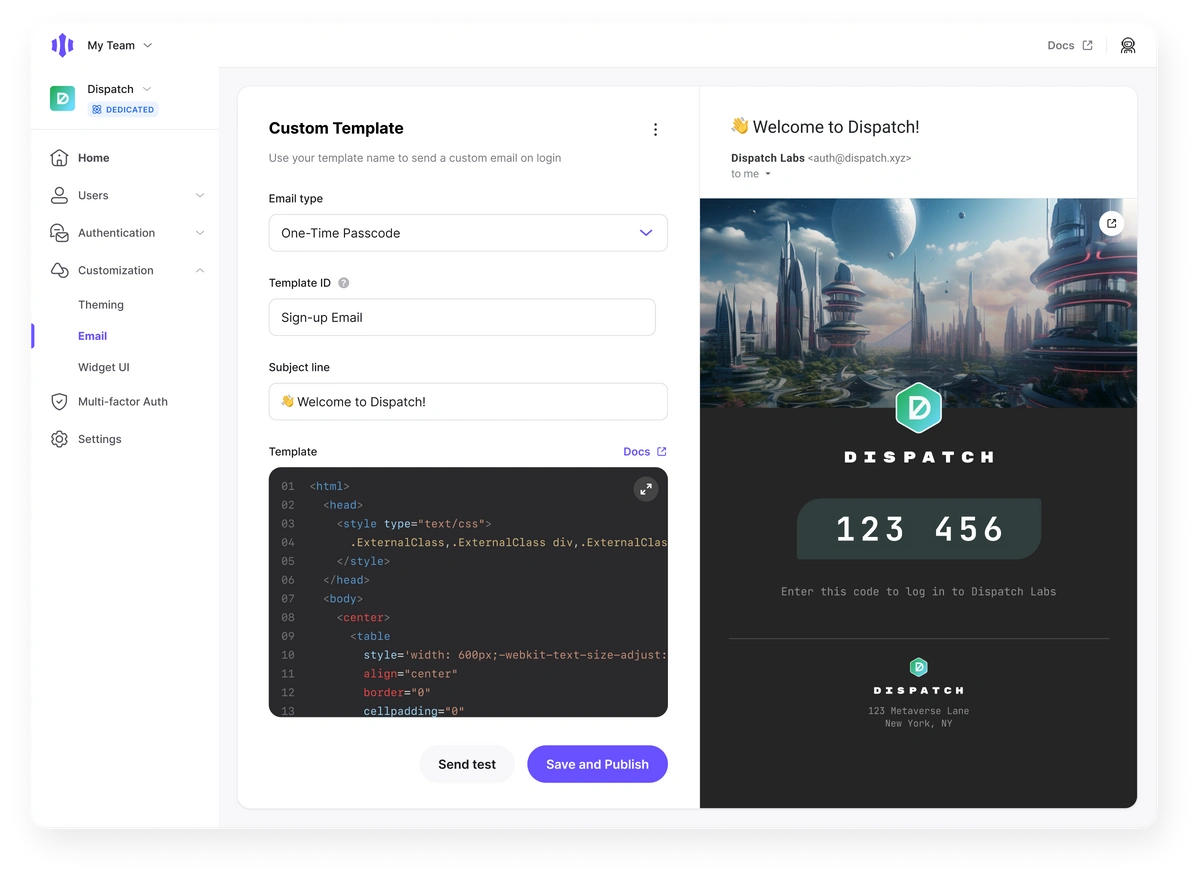 My Team
Docs
Dispatch
DEDICATED
Home
Users
Authentication
Customization
Theming
Email
Widget UI
Multi-factor Auth
Settings
Custom Template
Use your template name to send a custom email on login
Email type
One-Time Passcode
Template ID ?
Sign-up Email
Subject line
👋 Welcome to Dispatch!
Template
Docs
01 <html>
02 <head>
03 <style type="text/css">
04 .ExternalClass,.ExternalClass div,.ExternalClas
05 </style>
06 </head>
07 <body>
08 <center>
09 <table
10 style='width: 600px;-webkit-text-size-adjust:
11 align="center"
12 border="0"
13 cellpadding="0"
Send test
Save and Publish
👋 Welcome to Dispatch!
Dispatch Labs <auth@dispatch.xyz>
to me
DISPATCH
123 456
Enter this code to log in to Dispatch Labs
DISPATCH
123 Metaverse Lane
New York, NY